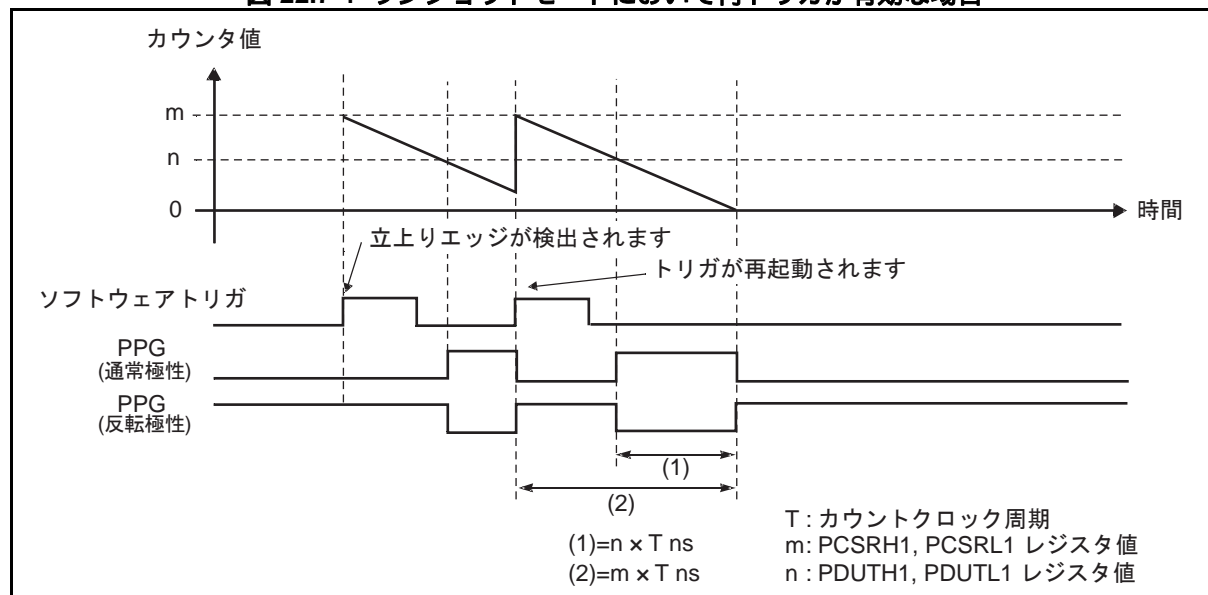 カウンタ値
m
n
0
時間
立上りエッジが検出されます
トリガが再起動されます
ソフトウェアトリガ
PPG
(通常極性)
PPG
(反転極性)
(1)
(2)
(1)=n × T ns
(2)=m × T ns
T : カウントクロック周期
m: PCSRH1, PCSRL1 レジスタ値
n : PDUTH1, PDUTL1 レジスタ値